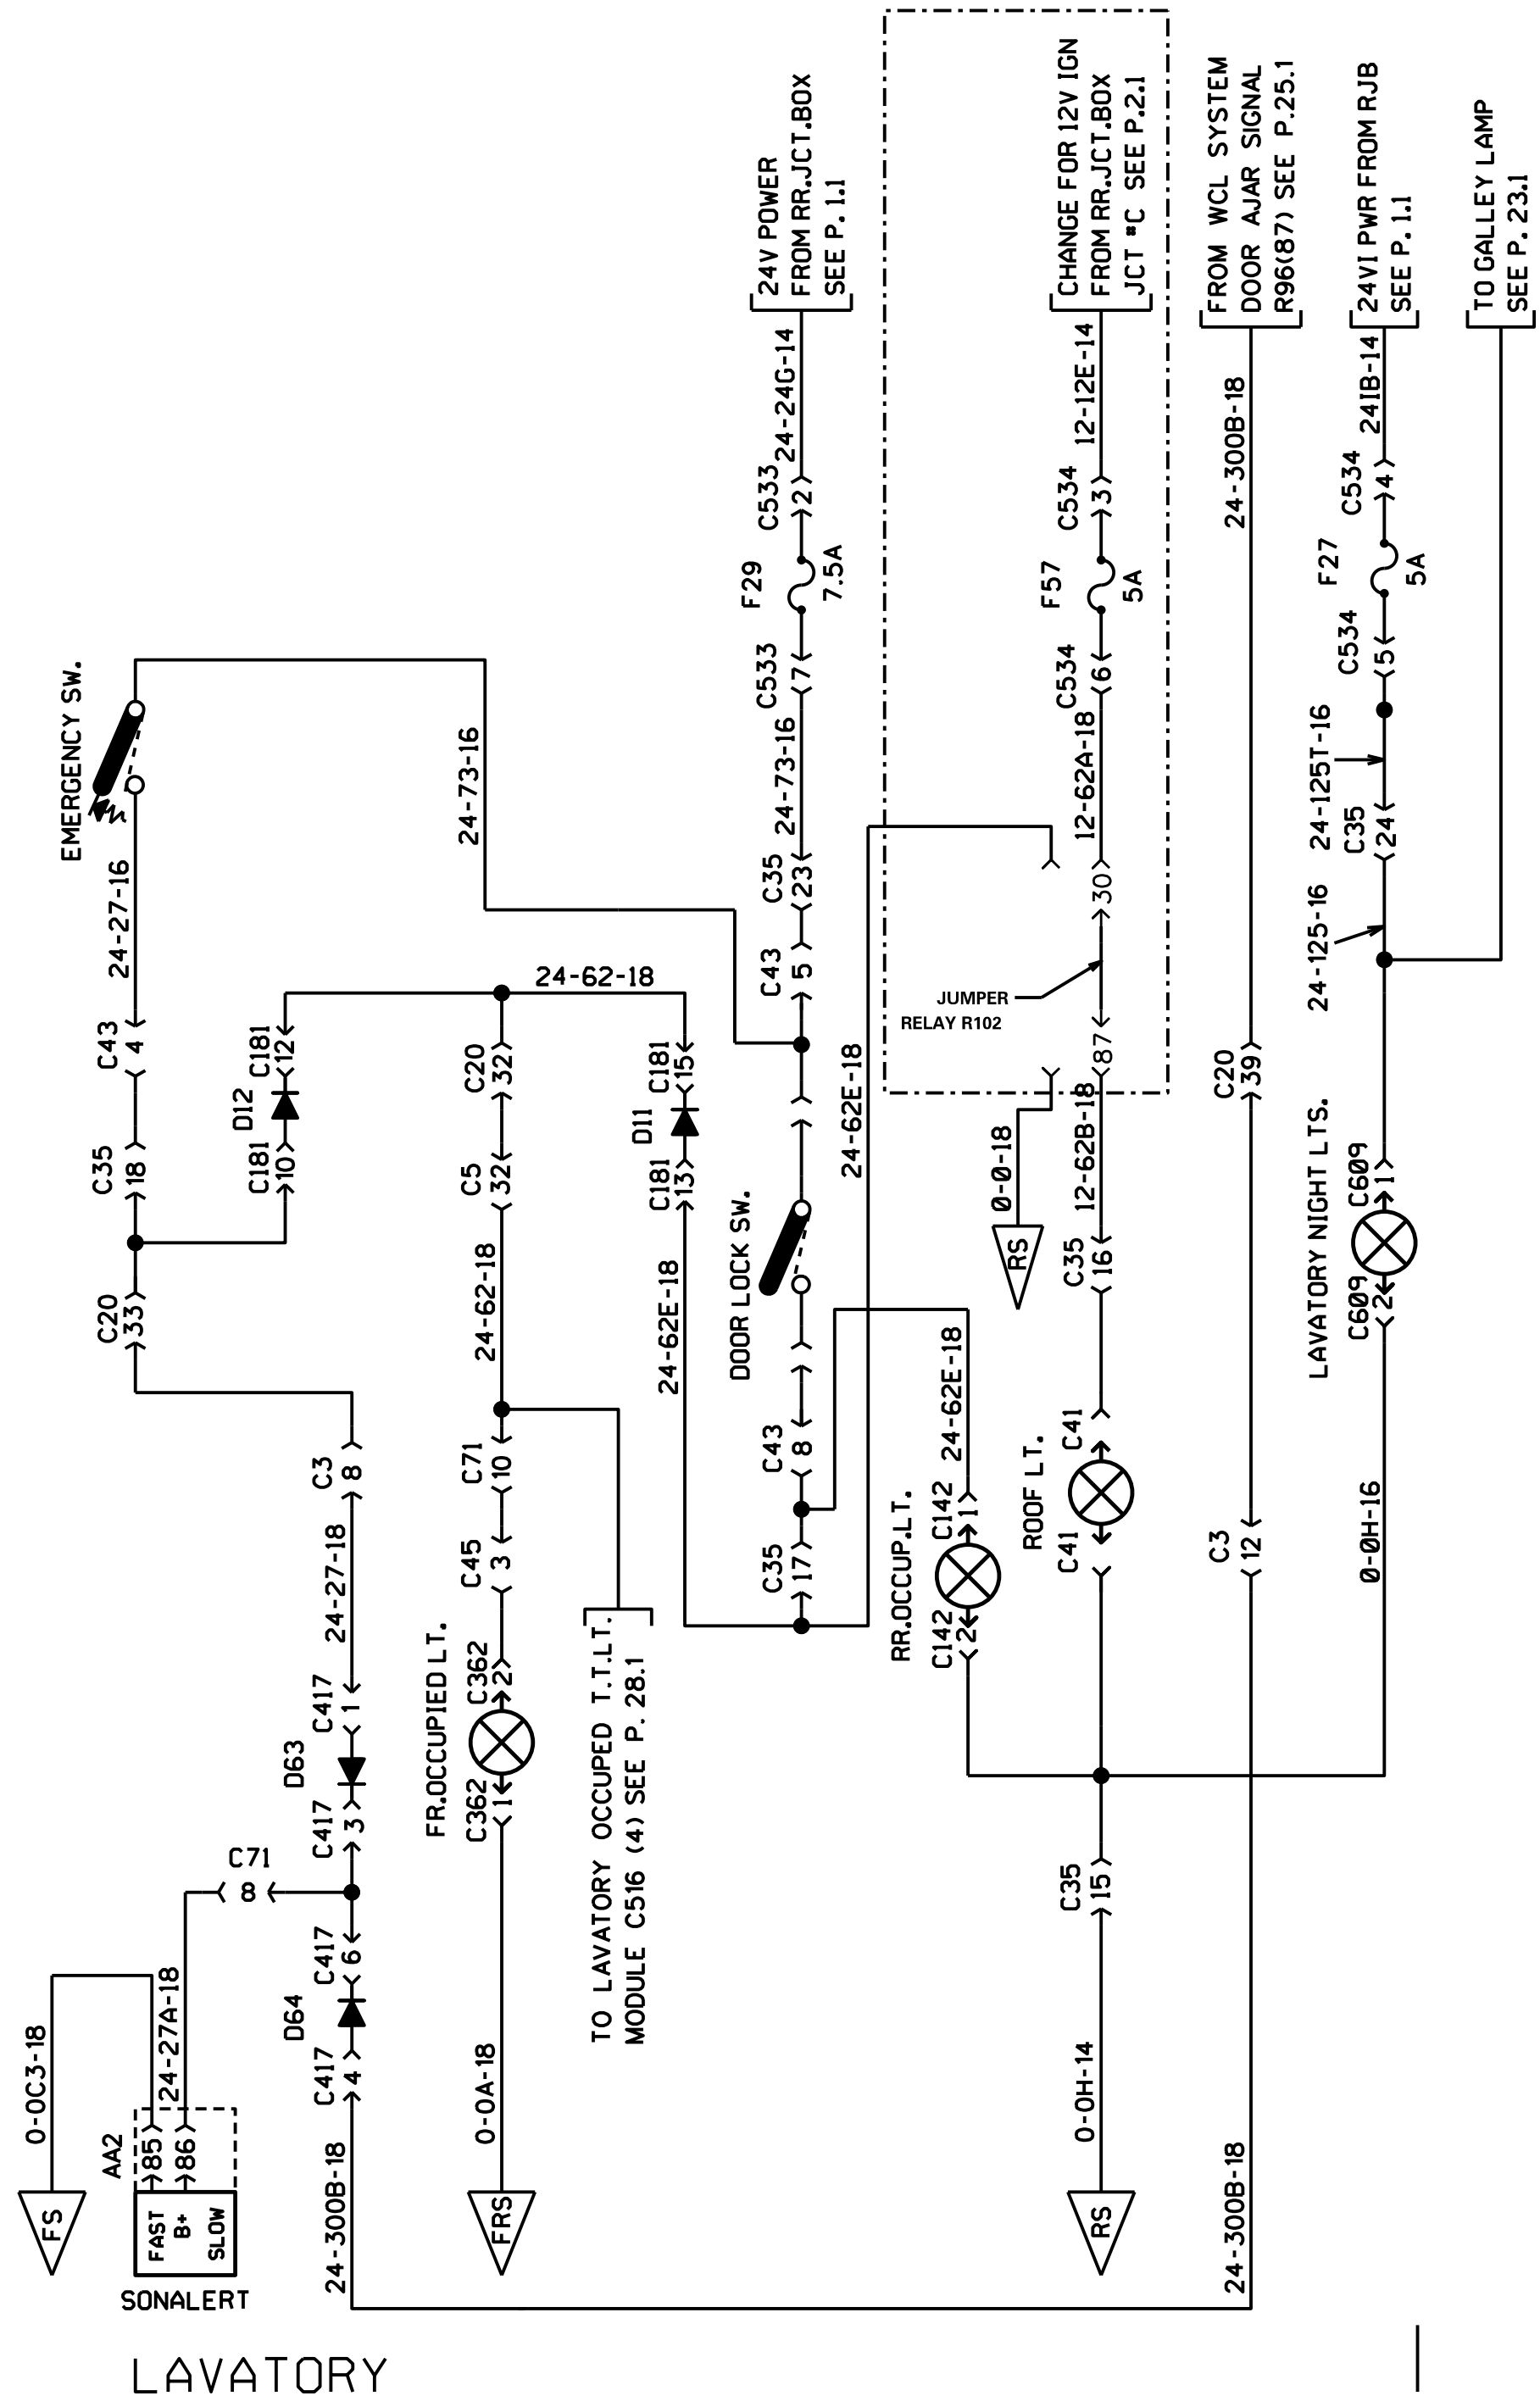 LAVATORY
SONALERT
FAST
B+
SLOW
AA2
85
86
FS
0-0C3-18
24-27A-18
C71
8
EMERGENCY SW.
24-27-16
C43
4
C35
18
C20
33
C3
8
24-27-18
C417
1
D63
C417
3
C417
6
D64
C417
4
24-300B-18
C181
12
D12
C181
10
24-73-16
24-62-18
C20
32
C5
32
24-62-18
C71
10
C45
3
FR.OCCUPIED LT.
C362
2
C362
1
0-0A-18
FRS
TO LAVATORY OCCUPED T.T.LT.
MODULE C516 (4) SEE P. 28.1
C181
15
D11
C181
13
24-62E-18
24V POWER
FROM RR.JCT.BOX
SEE P. 1.1
24-24G-14
C533
2
F29
7.5A
C533
7
24-73-16
C35
23
C43
5
DOOR LOCK SW.
C43
8
C35
17
24-62E-18
24-62E-18
RR.OCCUP.LT.
C142
1
C142
2
CHANGE FOR 12V IGN
FROM RR.JCT.BOX
JCT "C SEE P.2.1
12-12E-14
C534
3
F57
5A
C534
6
12-62A-18
30
JUMPER
RELAY R102
87
0-0-18
RS
12-62B-18
C35
16
ROOF LT.
C41
C41
C35
15
0-0H-14
RS
FROM WCL SYSTEM
DOOR AJAR SIGNAL
R96(87) SEE P.25.1
24-300B-18
C20
39
C3
12
24-300B-18
24VI PWR FROM RJB
SEE P. 1.1
24IB-14
C534
4
F27
5A
C534
5
24-125T-16
C35
24
24-125-16
LAVATORY NIGHT LTS.
C609
1
C609
2
0-0H-16
TO GALLEY LAMP
SEE P. 23.1